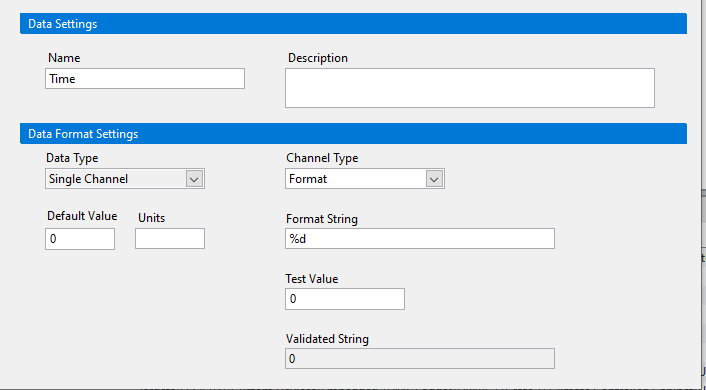 Data Settings
Name
Description
Time
Data Format Settings
Data Type
Channel Type
Single Channel
Format
Default Value
Units
Format String
0
%d
Test Value
0
Validated String
0